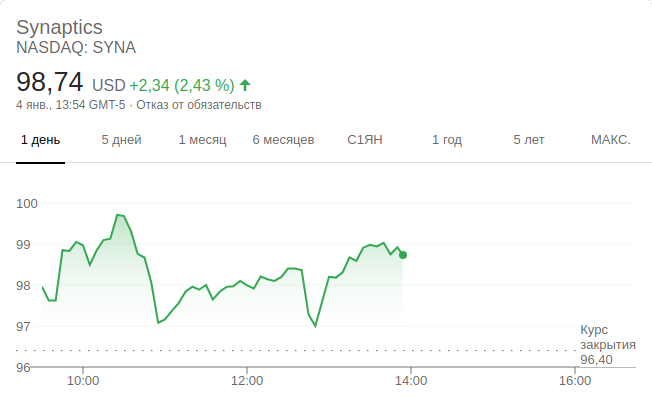 Synaptics
NASDAQ: SYNA
98,74 USD +2,34 (2,43 %)
4 янв., 13:54 GMT-5 · Отказ от обязательств
1 день 5 дней 1 месяц 6 месяцев С1ЯН 1 год 5 лет МАКС.
100
99
98
97
Курс
закрытия
96,40
96
10:00 12:00 14:00 16:00